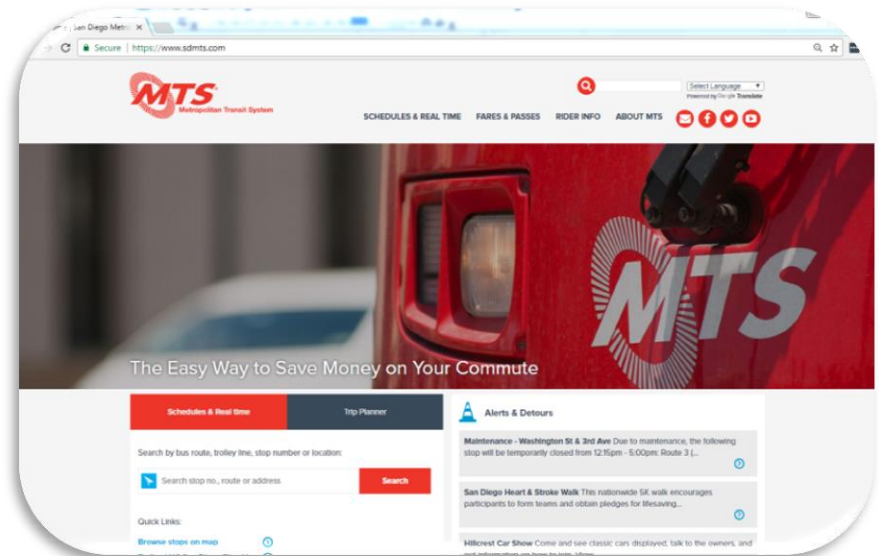 San Diego Metro
Secure | https://www.sdmts.com
MTS
Metropolitan Transit System
Select Language
Powered by Google Translate
SCHEDULES & REAL TIME FARES & PASSES RIDER INFO ABOUT MTS
MTS
The Easy Way to Save Money on Your Commute
Schedules & Real time
Trip Planner
Search by bus route, trolley line, stop number or location:
Search stop no., route or address
Search
Quick Links:
Browse stops on map
Alerts & Detours
Maintenance - Washington St & 3rd Ave Due to maintenance, the following
stop will be temporarily closed from 12:15pm - 5:00pm: Route 3 (...
San Diego Heart & Stroke Walk This nationwide 5K walk encourages
participants to form teams and obtain pledges for lifesaving...
Hillcrest Car Show Come and see classic cars displayed, talk to the owners, and